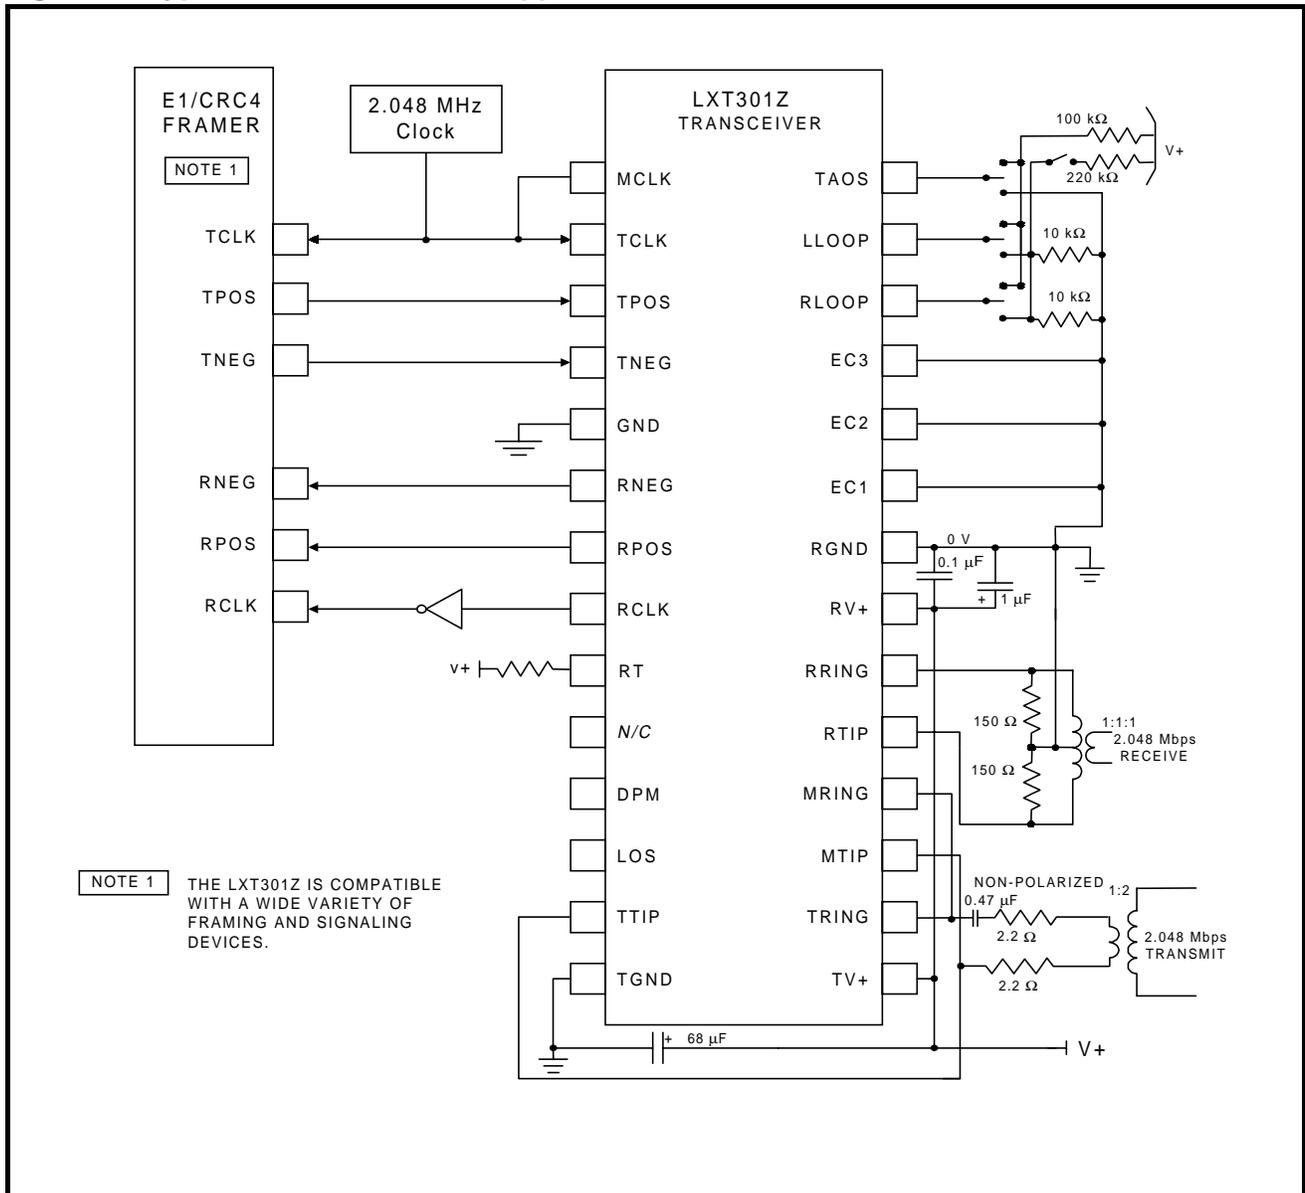 E1/CRC4
FRAMER
NOTE 1
TCLK
TPOS
TNEG
RNEG
RPOS
RCLK
2.048 MHz
Clock
LXT301Z
TRANSCEIVER
MCLK
TCLK
TPOS
TNEG
GND
RNEG
RPOS
RCLK
RT
N/C
DPM
LOS
TTIP
TGND
V+
TAOS
LLOOP
RLOOP
EC3
EC2
EC1
RGND
RV+
RRING
RTIP
MRING
MTIP
TRING
TV+
100 kΩ
V+
220 kΩ
10 kΩ
10 kΩ
0 V
0.1 µF
+ 1 µF
150 Ω
150 Ω
1:1:1
2.048 Mbps
RECEIVE
NON-POLARIZED
0.47 µF
1:2
2.2 Ω
2.2 Ω
2.048 Mbps
TRANSMIT
+ 68 µF
V+
NOTE 1
THE LXT301Z IS COMPATIBLE
WITH A WIDE VARIETY OF
FRAMING AND SIGNALING
DEVICES.